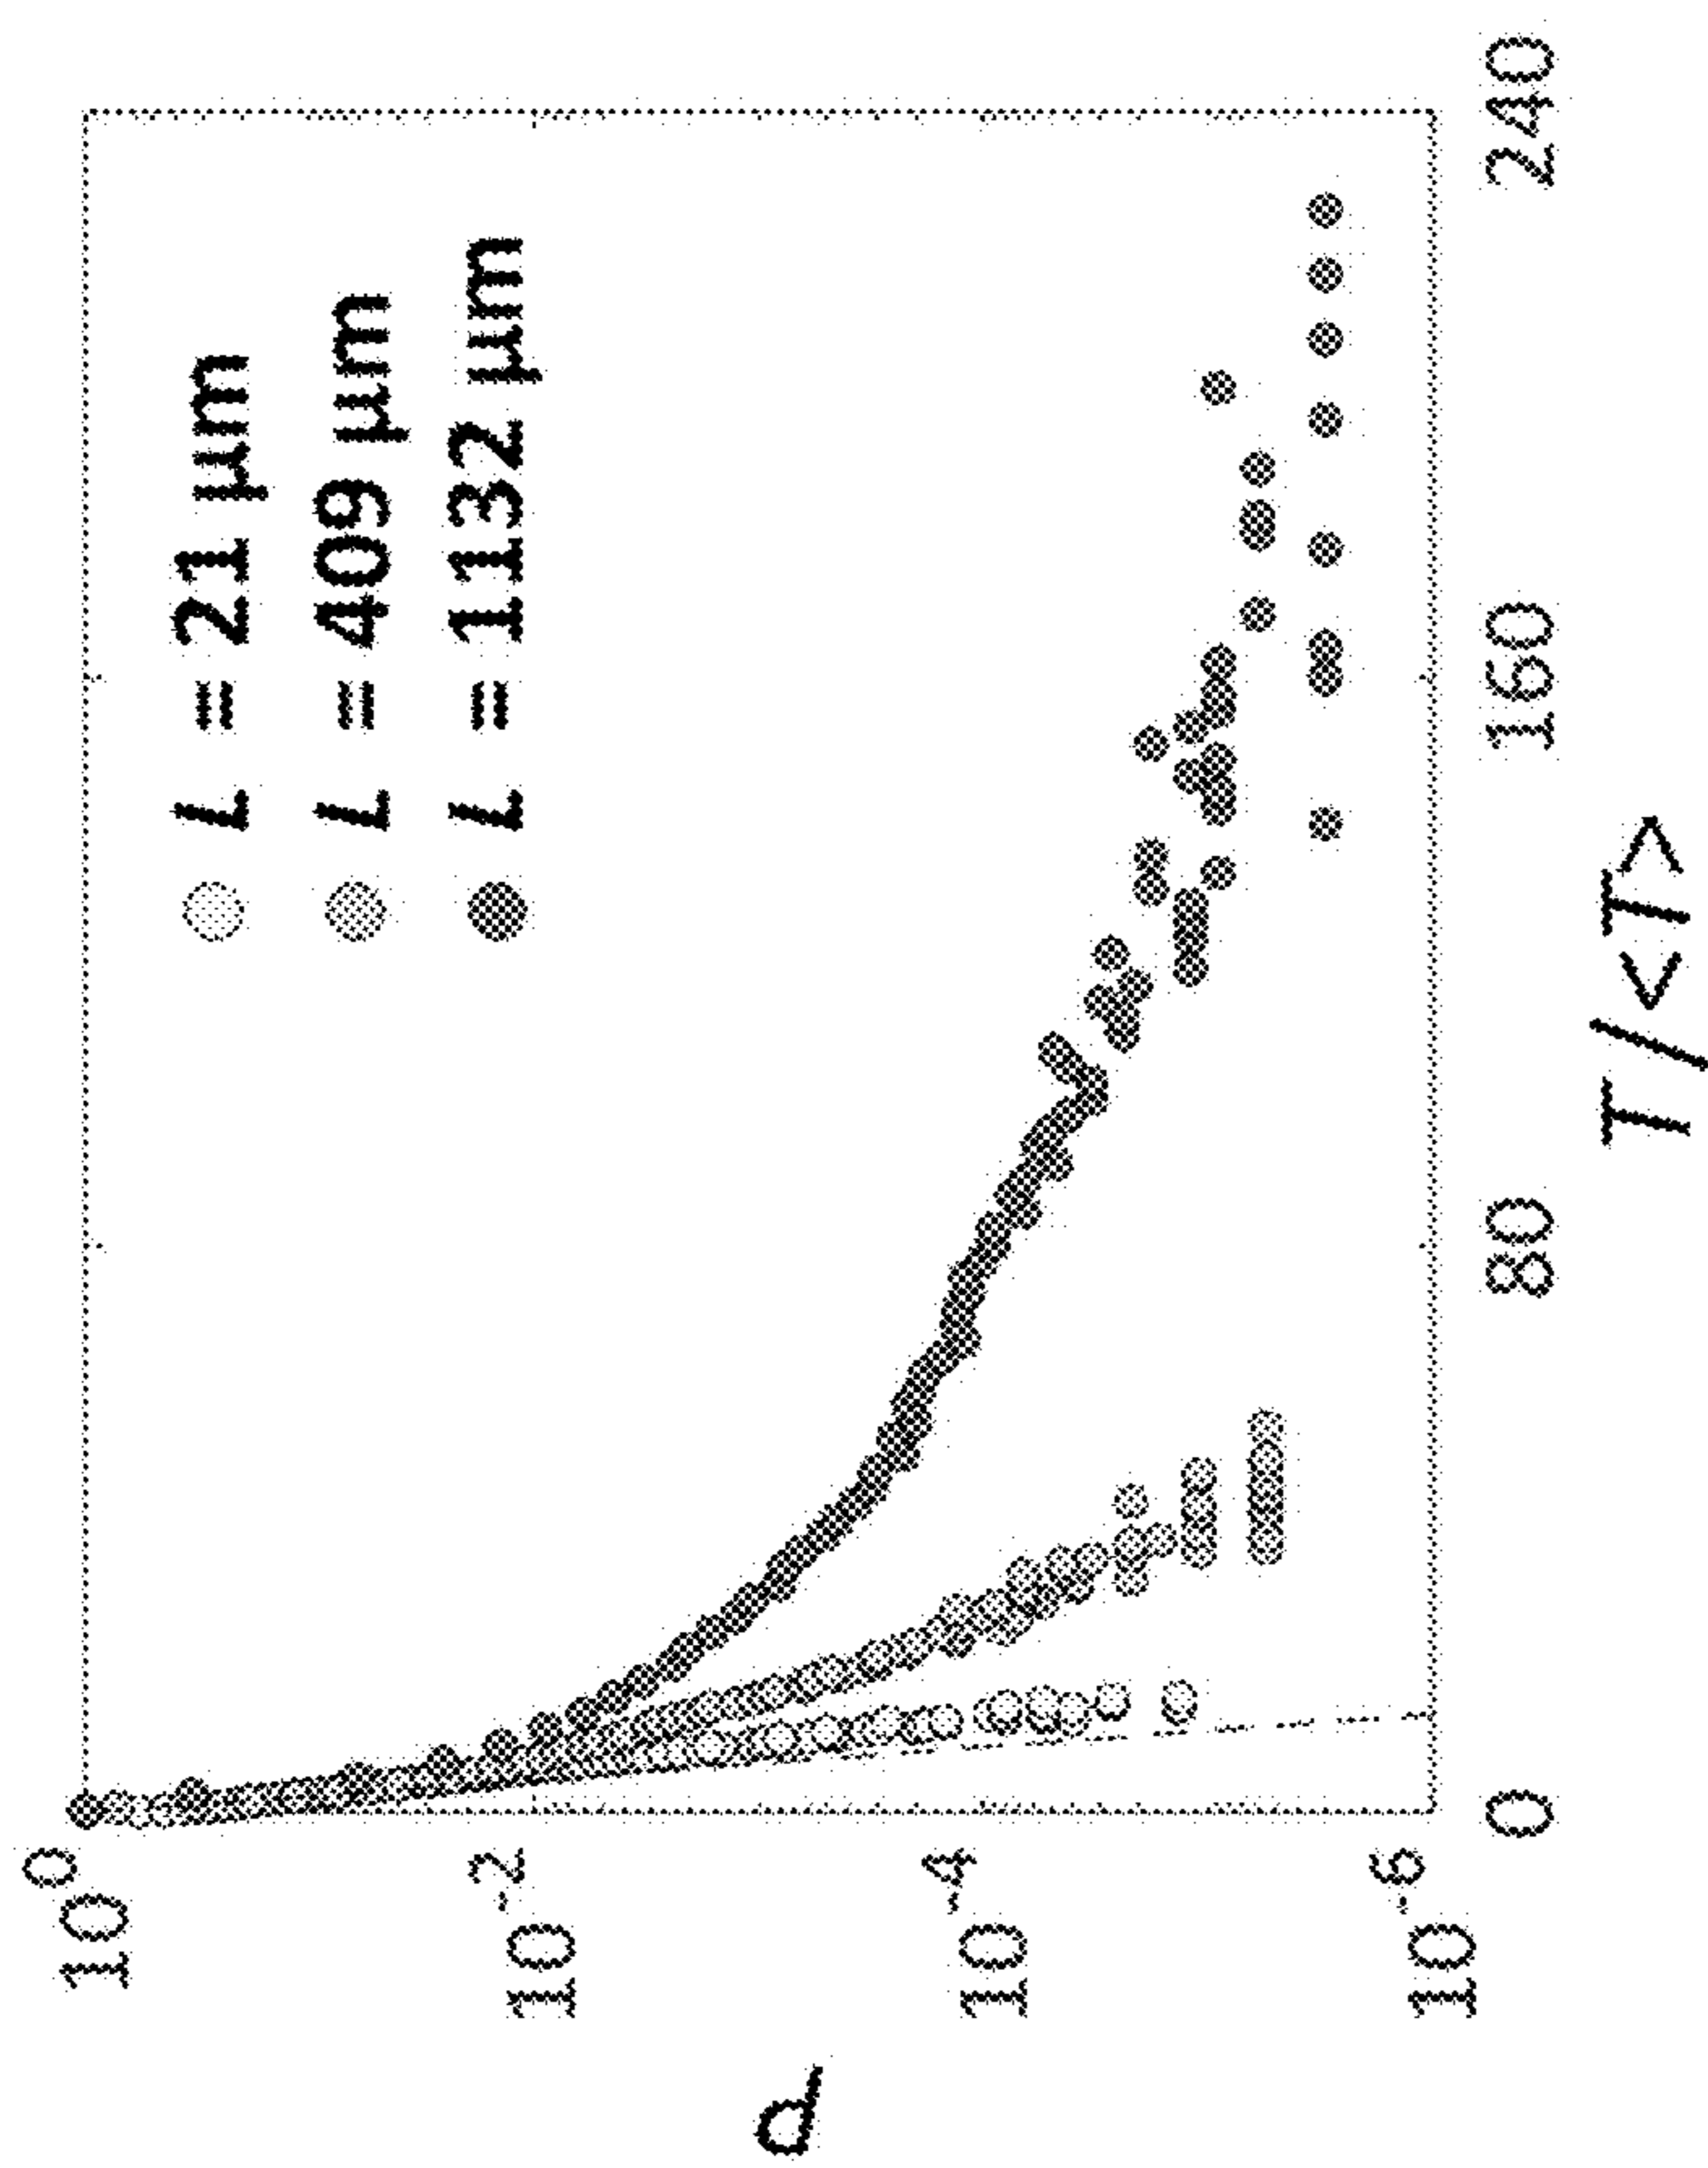 P
10^0
10^-2
10^-4
10^-6
L = 21 µm
L = 409 µm
L = 1132 µm
0
80
160
240
T/<T>